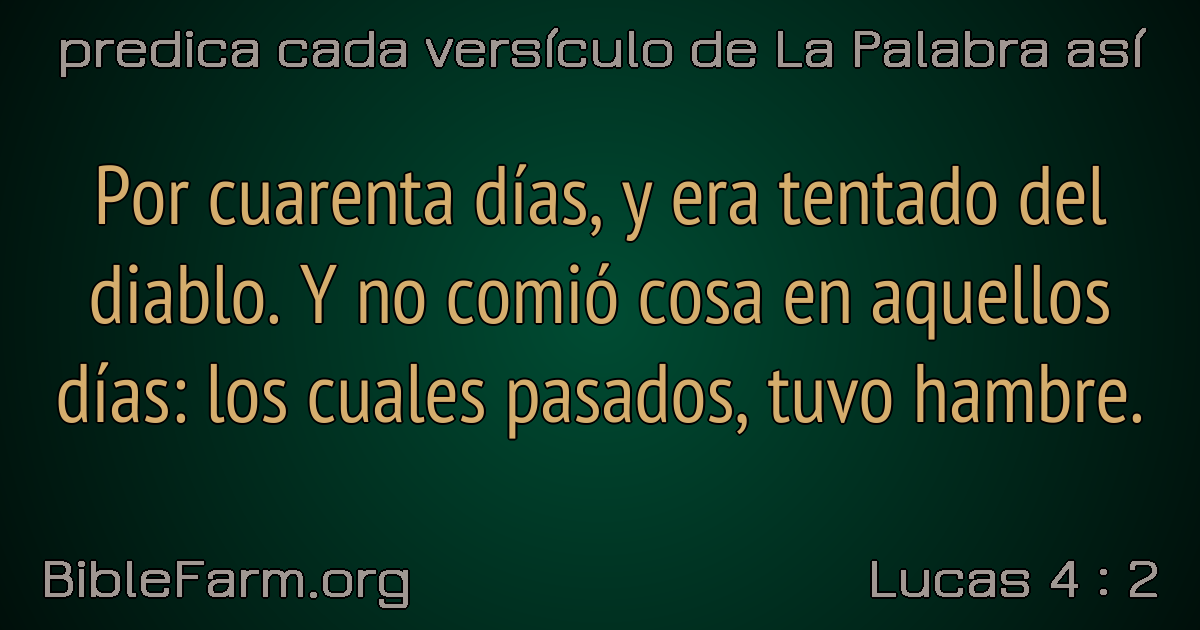 predica cada versículo de La Palabra así
Por cuarenta días, y era tentado del
diablo. Y no comió cosa en aquellos
días: los cuales pasados, tuvo hambre.
BibleFarm.org
Lucas 4 : 2